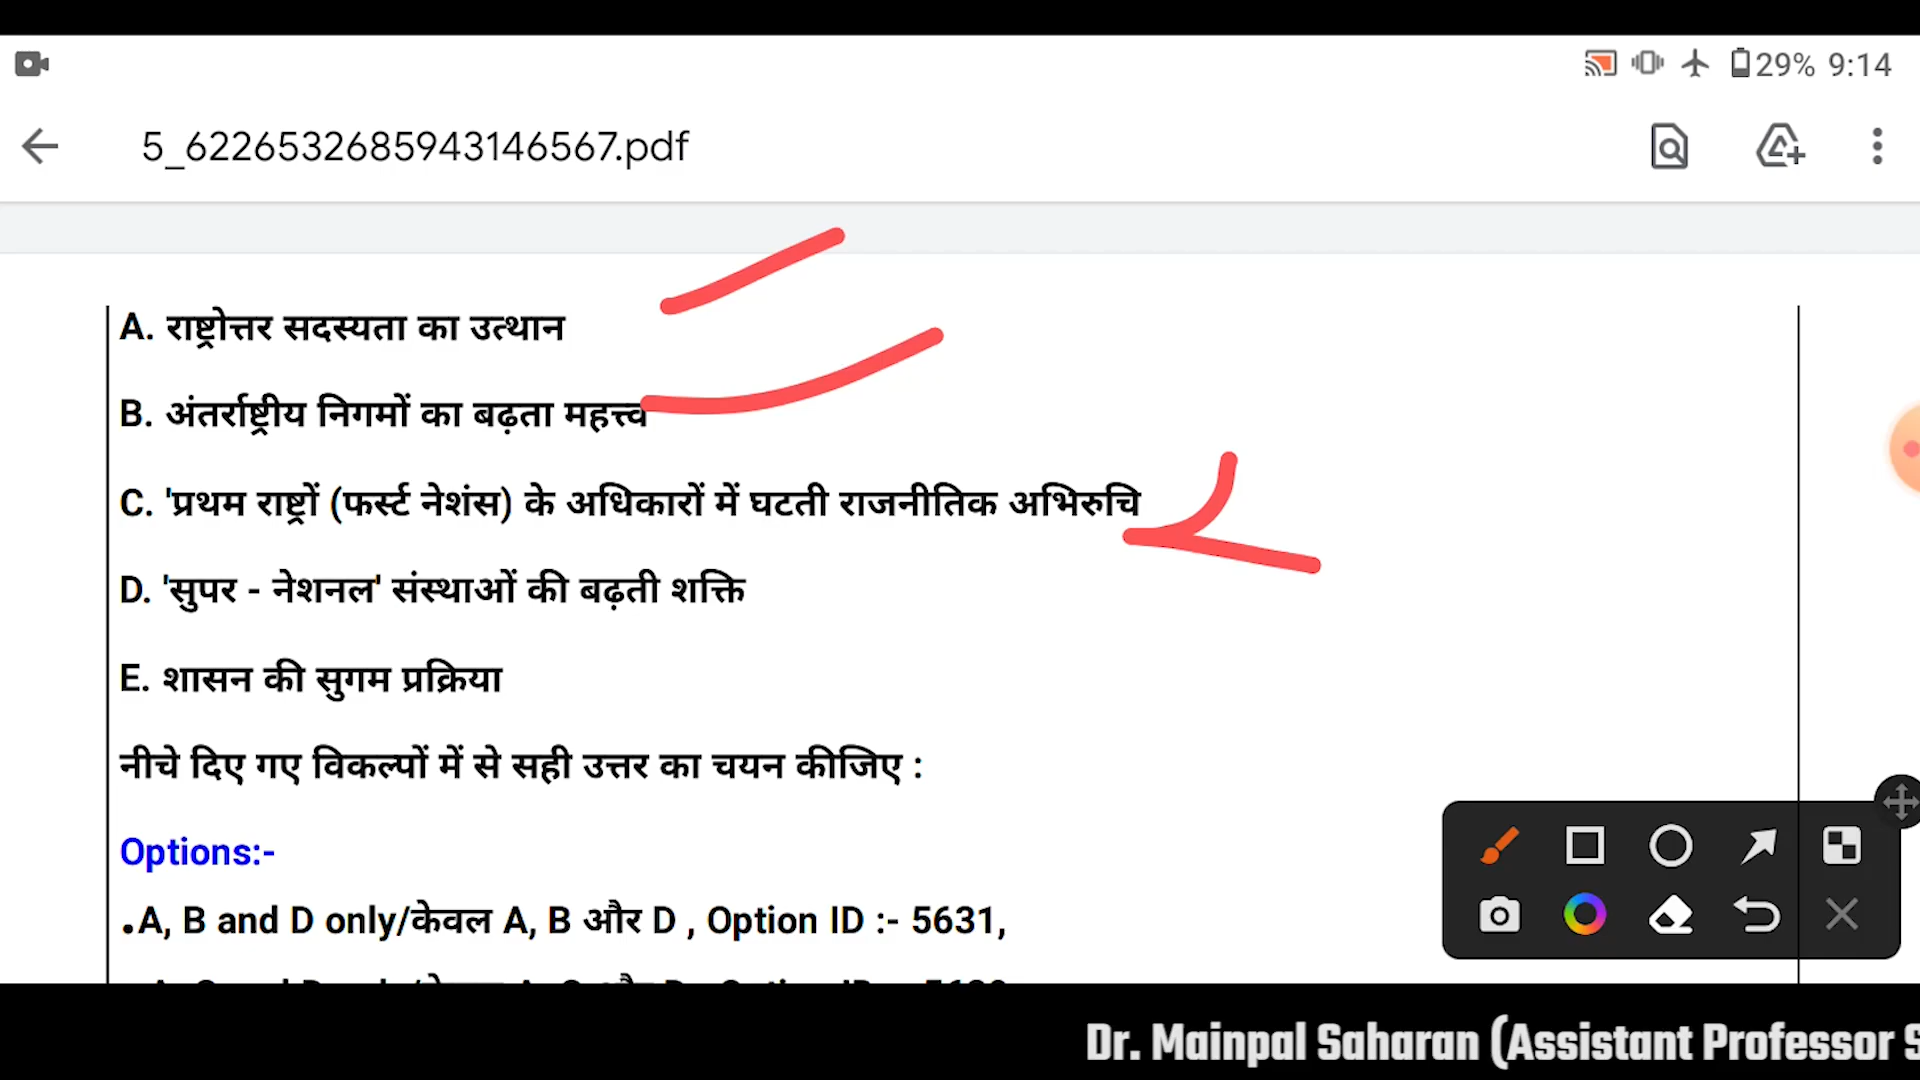 29% 9:14
5_6226532685943146567.pdf
A. राष्ट्रोत्तर सदस्यता का उत्थान
B. अंतर्राष्ट्रीय निगमों का बढ़ता महत्त्व
C. 'प्रथम राष्ट्रों (फर्स्ट नेशंस) के अधिकारों में घटती राजनीतिक अभिरुचि
D. 'सुपर - नेशनल' संस्थाओं की बढ़ती शक्ति
E. शासन की सुगम प्रक्रिया
नीचे दिए गए विकल्पों में से सही उत्तर का चयन कीजिए :
Options:-
.A, B and D only/केवल A, B और D , Option ID :- 5631,
Dr. Mainpal Saharan (Assistant Professor S